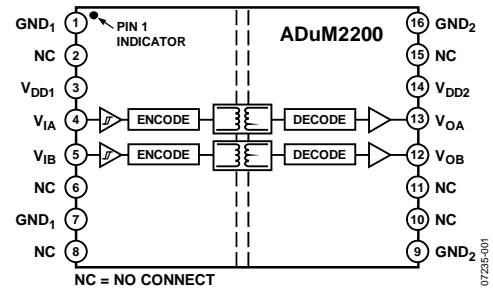 GND1 1 PIN 1 INDICATOR ADuM2200 16 GND2
NC 2 15 NC
VDD1 3 14 VDD2
VIA 4 ENCODE DECODE 13 VOA
VIB 5 ENCODE DECODE 12 VOB
NC 6 11 NC
GND1 7 10 NC
NC 8 9 GND2
NC = NO CONNECT
07235-001